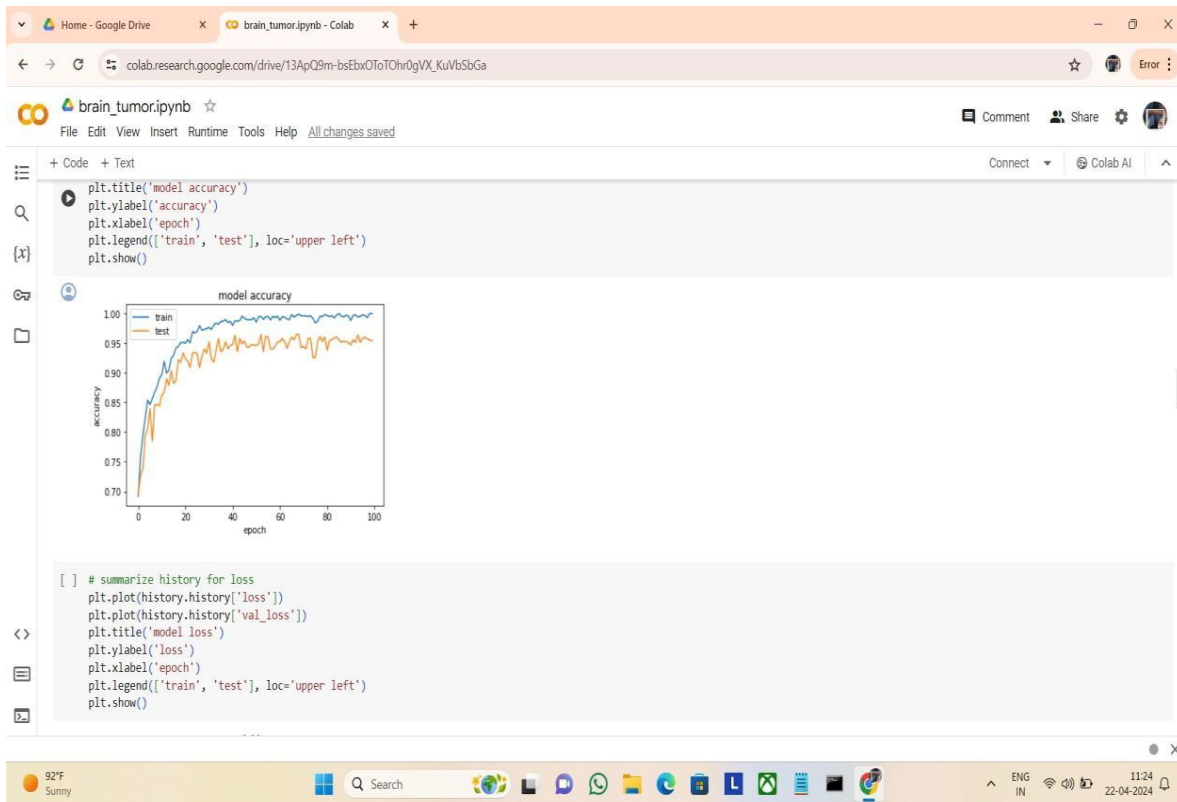 Home - Google Drive
brain_tumor.ipynb - Colab
colab.research.google.com/drive/13ApQ9m-bsEbxOToTOhr0gVX_KuVbSbGa
Error
CO
brain_tumor.ipynb
Comment
Share
File Edit View Insert Runtime Tools Help All changes saved
+ Code + Text
Connect
Colab AI
plt.title('model accuracy')
plt.ylabel('accuracy')
plt.xlabel('epoch')
plt.legend(['train', 'test'], loc='upper left')
plt.show()
{x}
model accuracy
train
test
1.00
0.95
0.90
0.85
0.80
0.75
0.70
accuracy
0 20 40 60 80 100
epoch
[ ] # summarize history for loss
plt.plot(history.history['loss'])
plt.plot(history.history['val_loss'])
plt.title('model loss')
plt.ylabel('loss')
plt.xlabel('epoch')
plt.legend(['train', 'test'], loc='upper left')
plt.show()
92°F
Sunny
Search
L
ENG
IN
11:24
22-04-2024